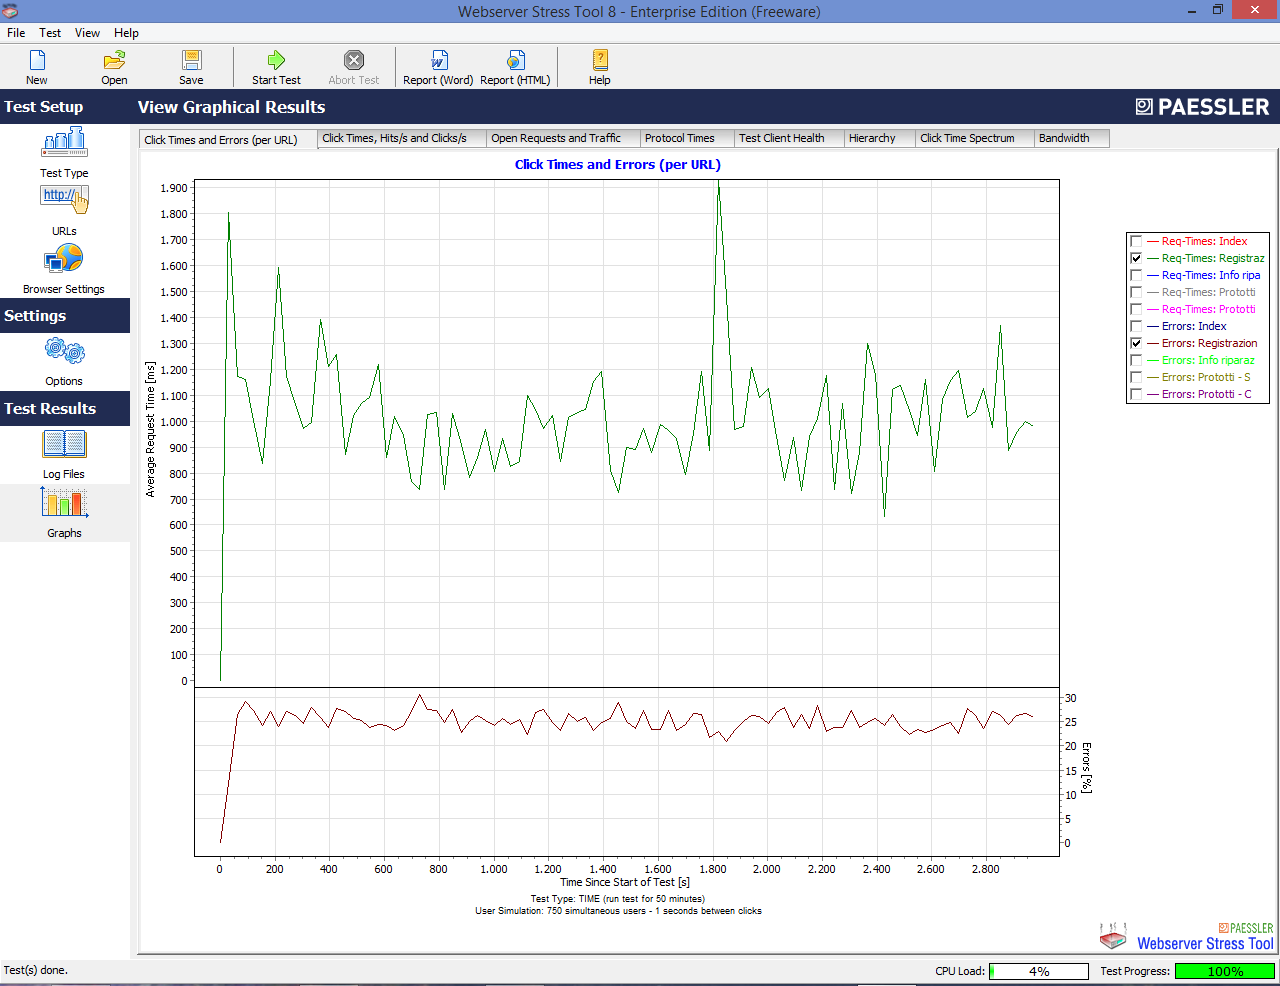 Webserver Stress Tool 8 - Enterprise Edition (Freeware)
File Test View Help
New Open Save Start Test Abort Test Report (Word) Report (HTML) Help
Test Setup
View Graphical Results
PAESSLER
Click Times and Errors (per URL) Click Times, Hits/s and Clicks/s Open Requests and Traffic Protocol Times Test Client Health Hierarchy Click Time Spectrum Bandwidth
Test Type
http://
URLs
Browser Settings
Settings
Options
Test Results
Log Files
Graphs
Click Times and Errors (per URL)
1.900
1.800
1.700
1.600
1.500
1.400
1.300
1.200
1.100
1.000
900
800
700
600
500
400
300
200
100
0
Average Request Time [ms]
30
25
20
15
10
5
0
Errors [%]
0 200 400 600 800 1.000 1.200 1.400 1.600 1.800 2.000 2.200 2.400 2.600 2.800
Time Since Start of Test [s]
Test Type: TIME (run test for 50 minutes)
User Simulation: 750 simultaneous users - 1 seconds between clicks
Req-Times: Index
Req-Times: Registraz
Req-Times: Info ripa
Req-Times: Prototti
Req-Times: Prototti
Errors: Index
Errors: Registrazion
Errors: Info riparaz
Errors: Prototti - S
Errors: Prototti - C
PAESSLER
Webserver Stress Tool
Test(s) done.
CPU Load: 4% Test Progress: 100%